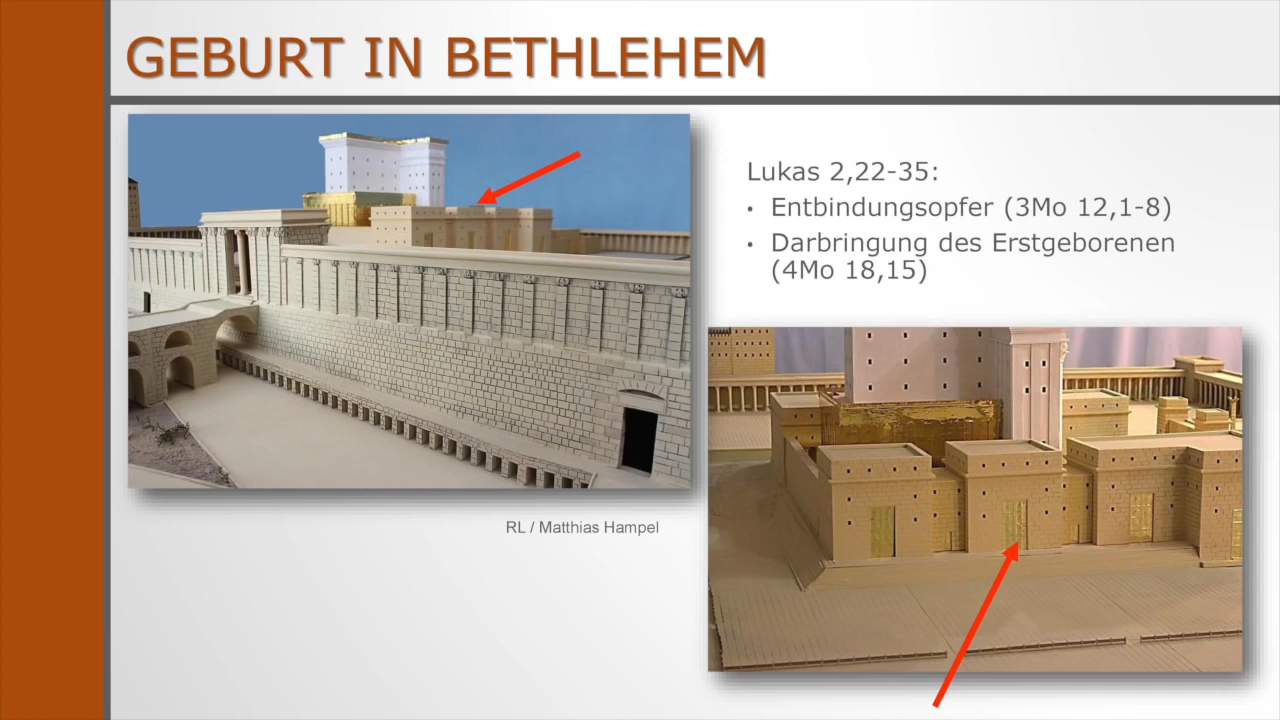 GEBURT IN BETHLEHEM
Lukas 2,22-35:
• Entbindungsopfer (3Mo 12,1-8)
• Darbringung des Erstgeborenen
(4Mo 18,15)
RL / Matthias Hampel